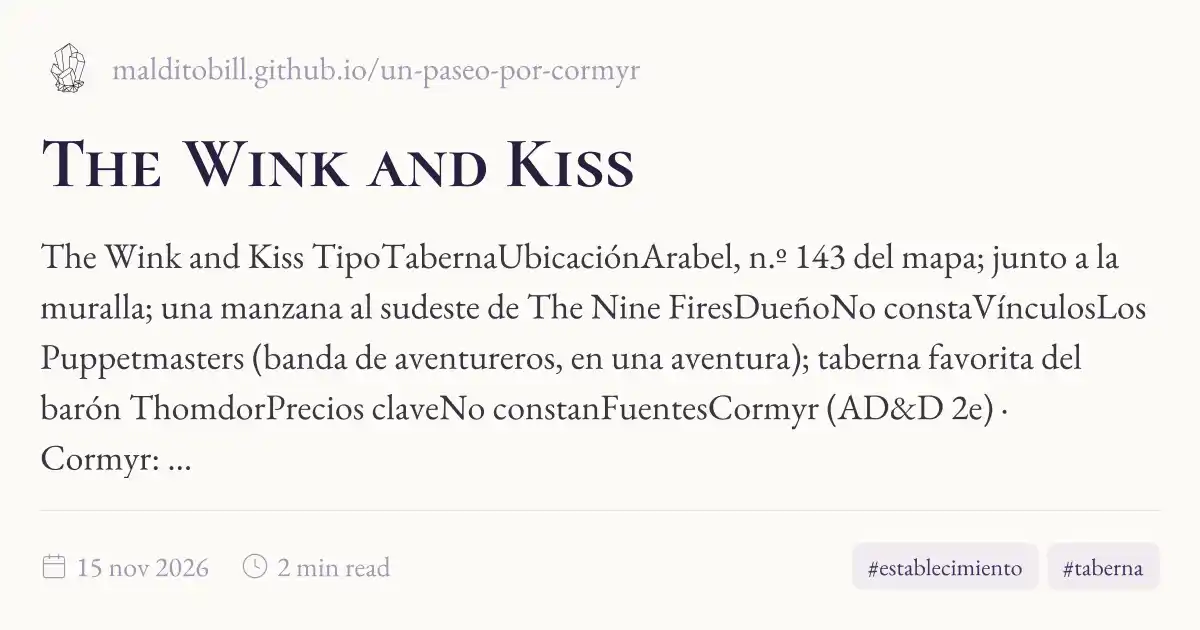 malditobill.github.io/un-paseo-por-cormyr
The Wink and Kiss
The Wink and Kiss TipoTabernaUbicaciónArabel, n.º 143 del mapa; junto a la
muralla; una manzana al sudeste de The Nine FiresDueñoNo constaVínculosLos
Puppetmasters (banda de aventureros, en una aventura); taberna favorita del
barón ThomdorPrecios claveNo constanFuentesCormyr (AD&D 2e) ·
Cormyr: ...
15 nov 2026
2 min read
#establecimiento
#taberna